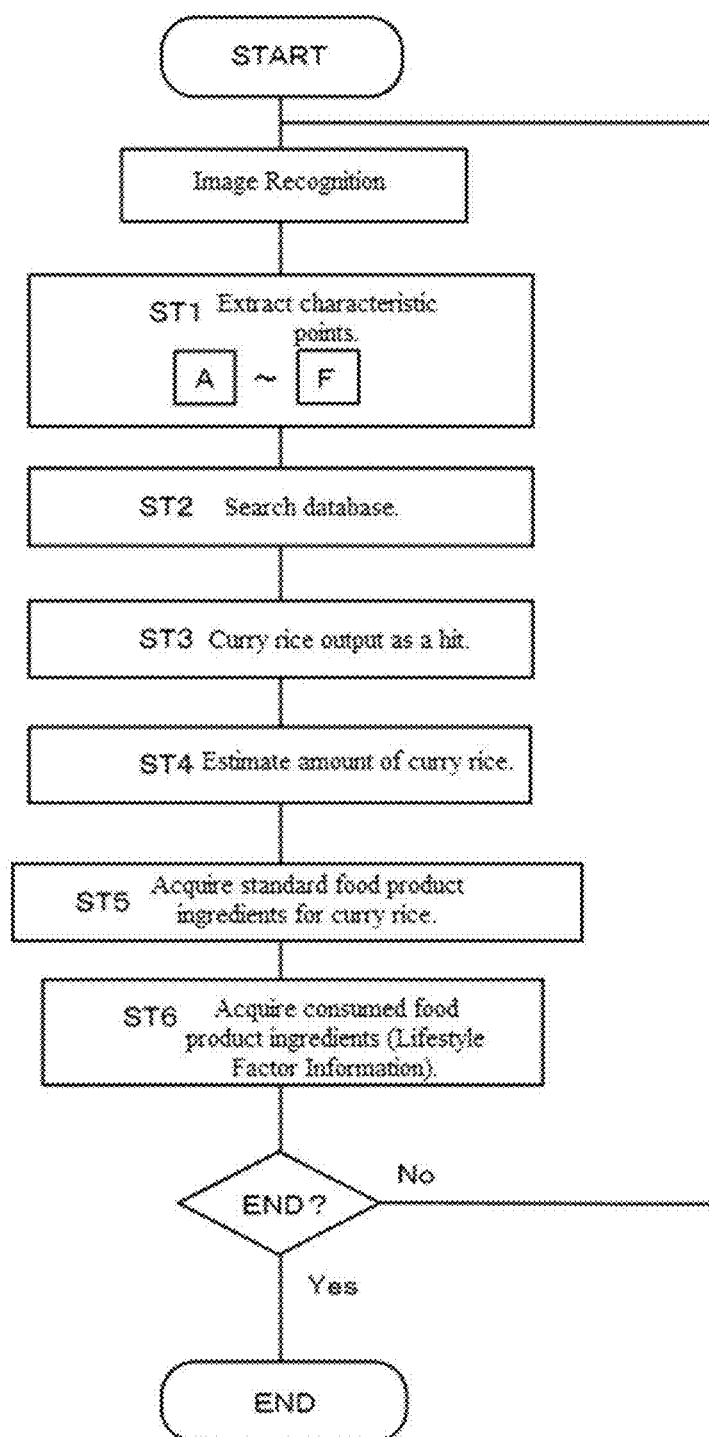 START
Image Recognition
ST1 Extract characteristic
points.
A ~ F
ST2 Search database.
ST3 Curry rice output as a hit.
ST4 Estimate amount of curry rice.
ST5 Acquire standard food product
ingredients for curry rice.
ST6 Acquire consumed food
product ingredients (Lifestyle
Factor Information).
END?
No
Yes
END